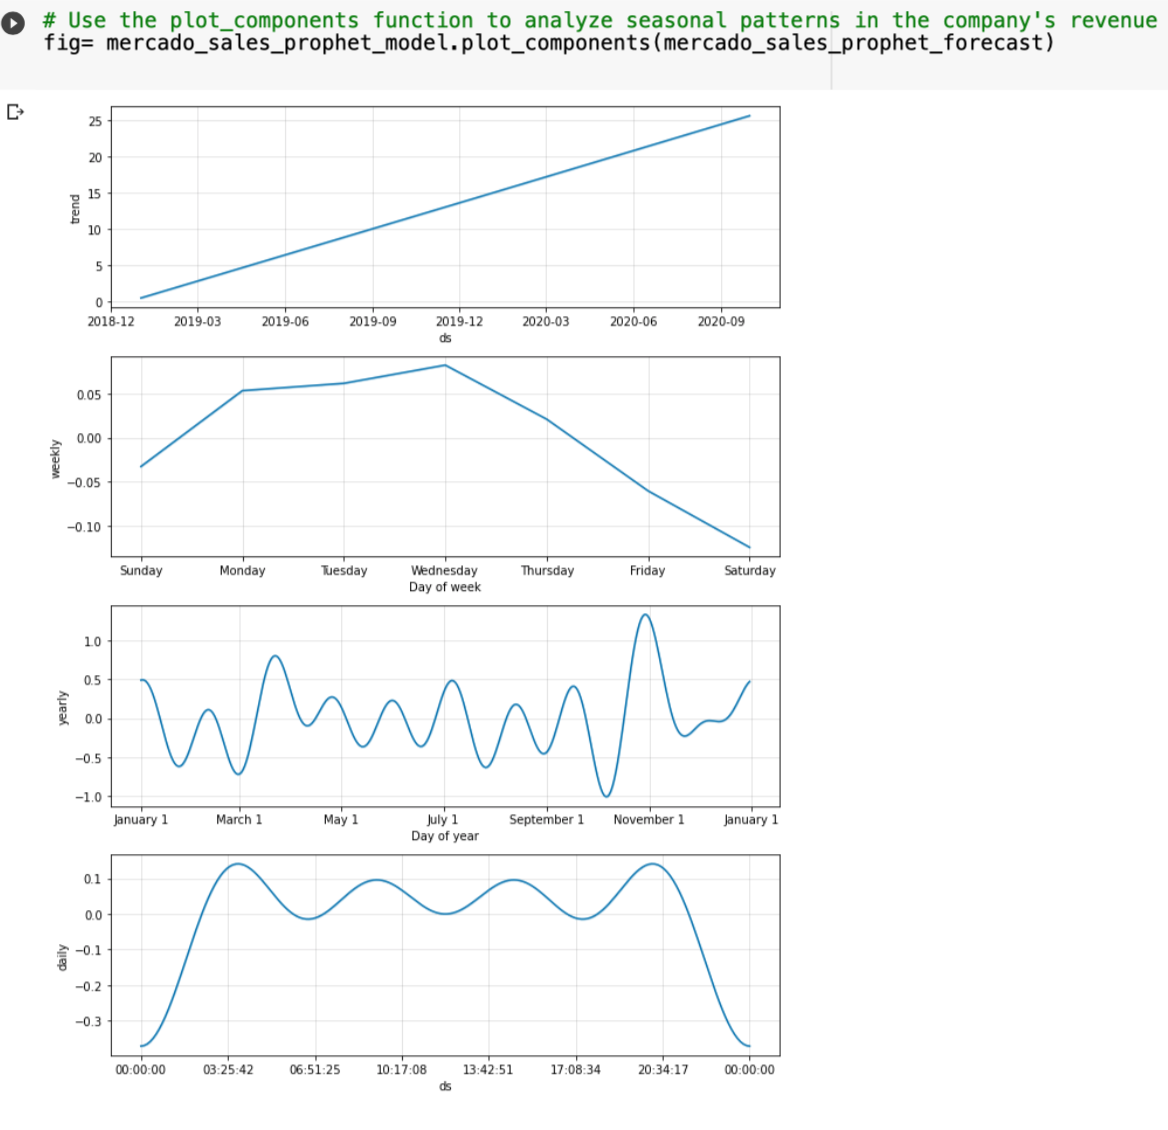 # Use the plot_components function to analyze seasonal patterns in the company's revenue
fig= mercado_sales_prophet_model.plot_components(mercado_sales_prophet_forecast)
25
20
15
10
5
0
trend
2018-12 2019-03 2019-06 2019-09 2019-12 2020-03 2020-06 2020-09
ds
0.05
0.00
−0.05
−0.10
weekly
Sunday Monday Tuesday Wednesday Thursday Friday Saturday
Day of week
1.0
0.5
0.0
−0.5
−1.0
yearly
January 1 March 1 May 1 July 1 September 1 November 1 January 1
Day of year
0.1
0.0
−0.1
−0.2
−0.3
daily
00:00:00 03:25:42 06:51:25 10:17:08 13:42:51 17:08:34 20:34:17 00:00:00
ds